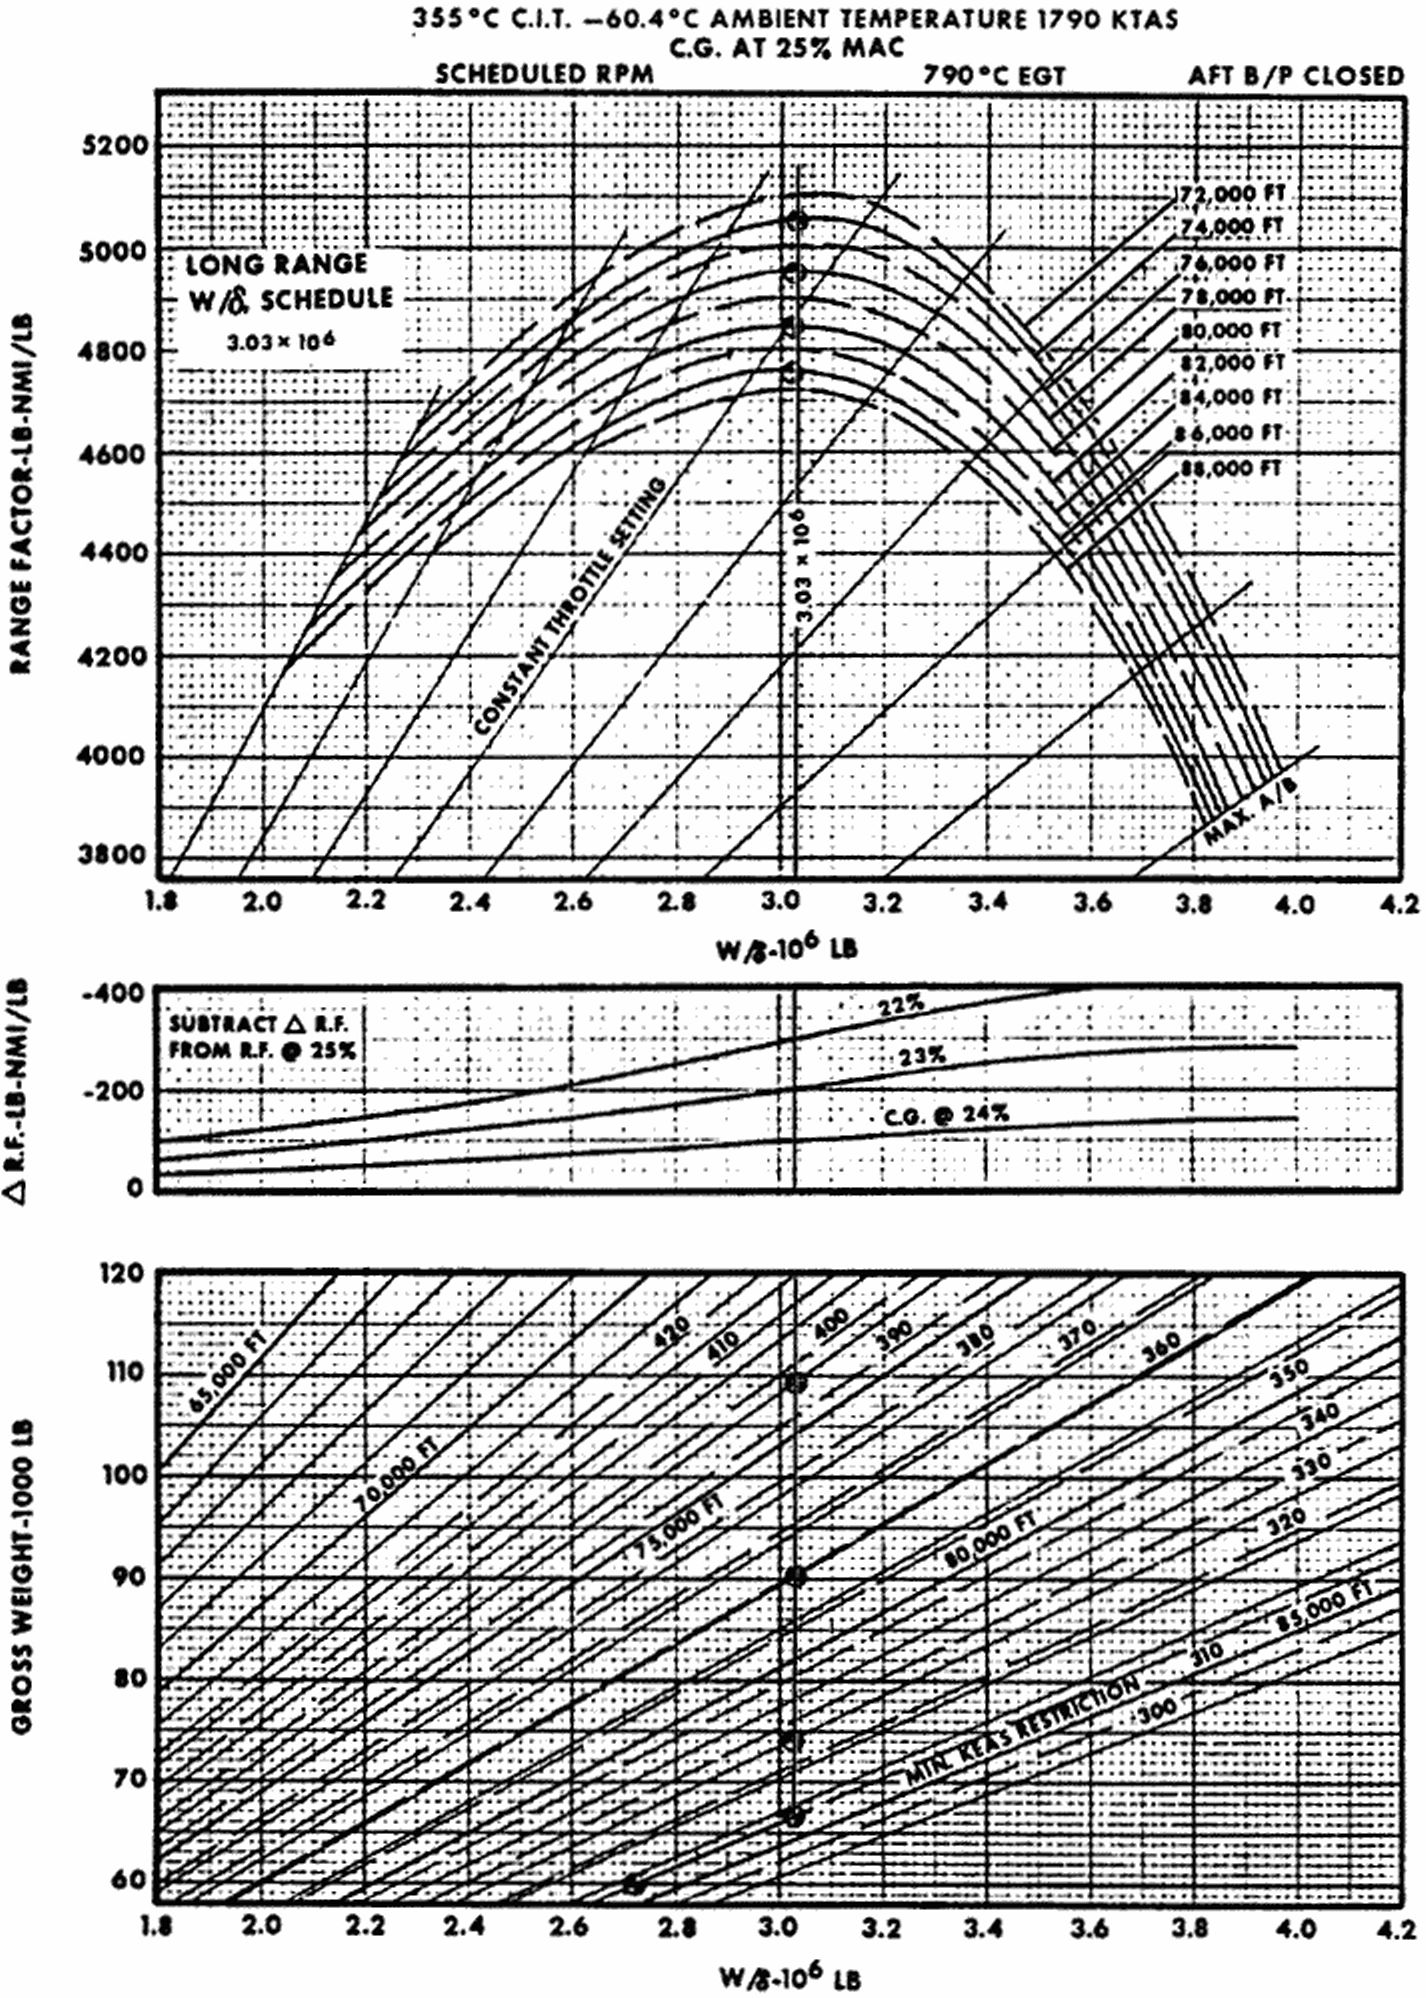 355°C C.I.T. –60.4°C AMBIENT TEMPERATURE 1790 KTAS
C.G. AT 25% MAC
SCHEDULED RPM 790°C EGT AFT B/P CLOSED
RANGE FACTOR-LB-NMI/LB
5200
5000
4800
4600
4400
4200
4000
3800
LONG RANGE
W/δ, SCHEDULE
3.03 × 10⁶
72,000 FT
74,000 FT
76,000 FT
78,000 FT
80,000 FT
82,000 FT
84,000 FT
86,000 FT
88,000 FT
CONSTANT THROTTLE SETTING
3.03 × 10⁶
MAX. A/B
1.8 2.0 2.2 2.4 2.6 2.8 3.0 3.2 3.4 3.6 3.8 4.0 4.2
W/δ-10⁶ LB
Δ R.F.-LB-NMI/LB
-400
-200
0
SUBTRACT Δ R.F.
FROM R.F. @ 25%
22%
23%
C.G. @ 24%
GROSS WEIGHT-1000 LB
120
110
100
90
80
70
60
65,000 FT
70,000 FT
75,000 FT
80,000 FT
85,000 FT
420
410
400
390
380
370
360
350
340
330
320
310
300
MIN. KEAS RESTRICTION
1.8 2.0 2.2 2.4 2.6 2.8 3.0 3.2 3.4 3.6 3.8 4.0 4.2
W/δ-10⁶ LB